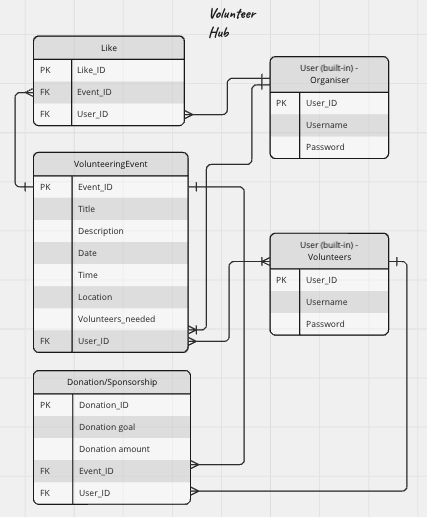 Volunteer
Hub
Like
PK Like_ID
FK Event_ID
FK User_ID
User (built-in) -
Organiser
PK User_ID
Username
Password
VolunteeringEvent
PK Event_ID
Title
Description
Date
Time
Location
Volunteers_needed
FK User_ID
User (built-in) -
Volunteers
PK User_ID
Username
Password
Donation/Sponsorship
PK Donation_ID
Donation goal
Donation amount
FK Event_ID
FK User_ID